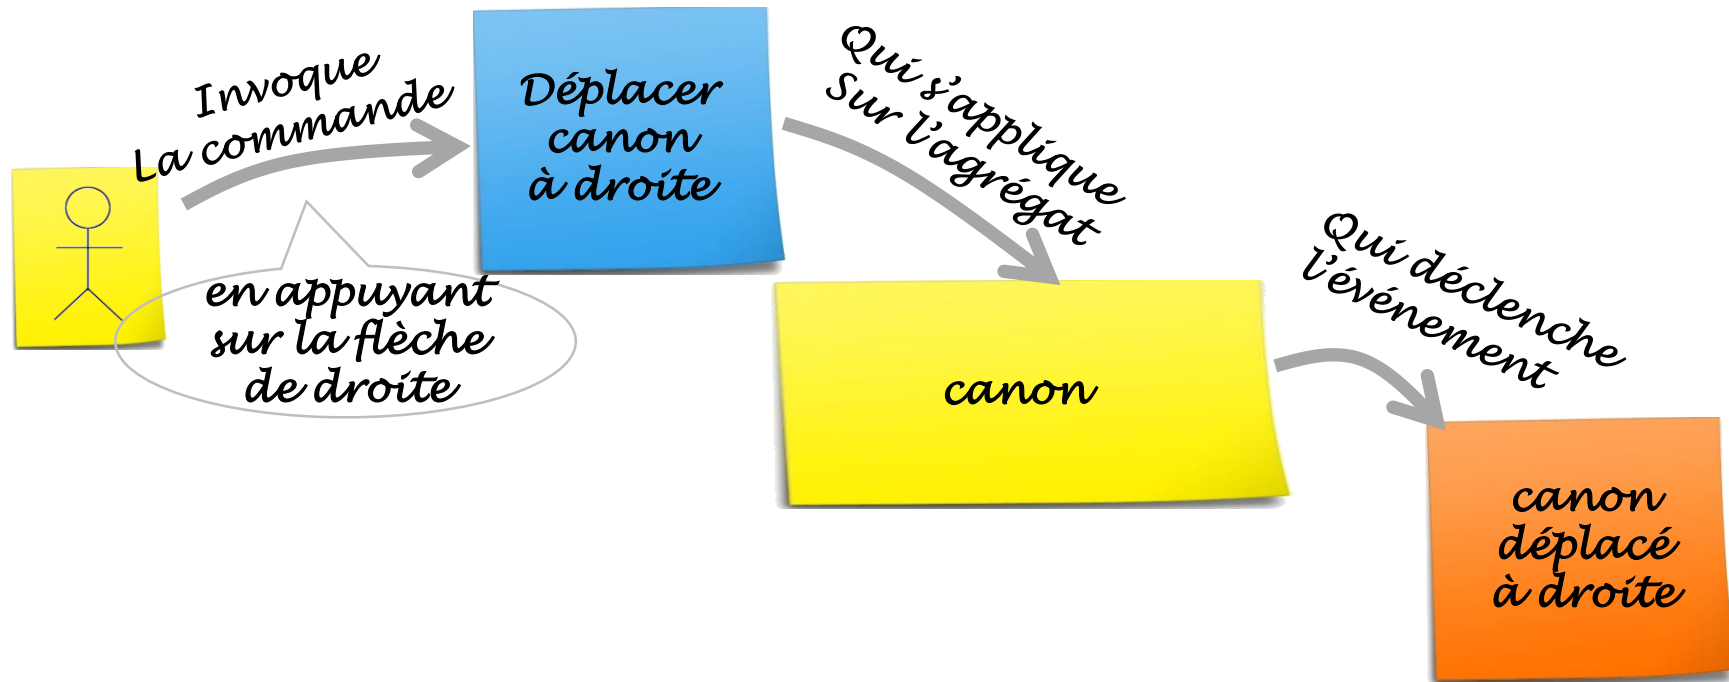 Invoque
La commande
en appuyant
sur la flèche
de droite
Déplacer
canon
à droite
Qui s'applique
Sur l'agrégat
canon
Qui déclenche
l'événement
canon
déplacé
à droite